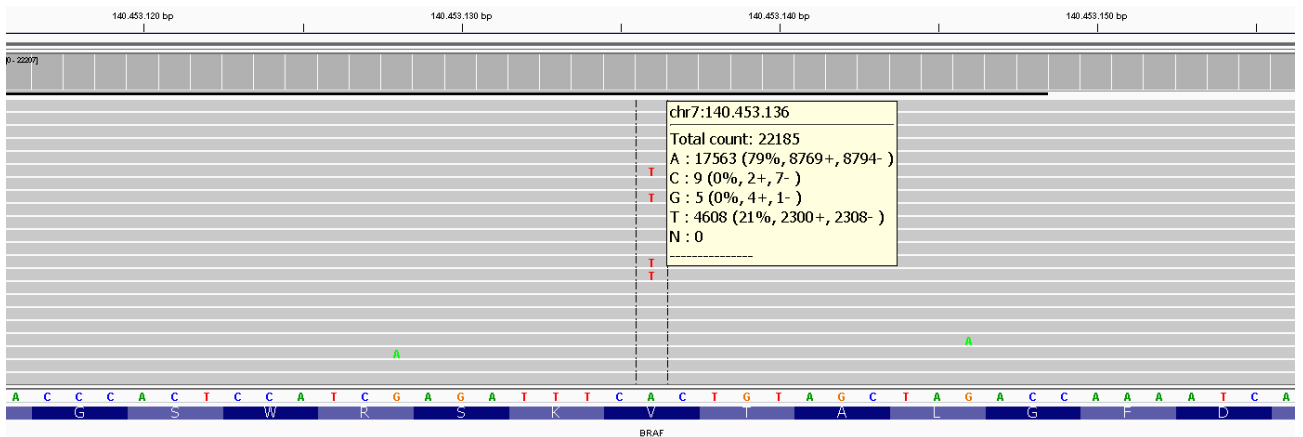 140.453.120 bp 140.453.130 bp 140.453.140 bp 140.453.150 bp
[0 - 22207]
chr7:140.453.136
Total count: 22185
A : 17563 (79%, 8769+, 8794- )
C : 9 (0%, 2+, 7- )
G : 5 (0%, 4+, 1- )
T : 4608 (21%, 2300+, 2308- )
N : 0
---------------
T
T
T
T
A
A
A C C C A C T C C A T C G A G A T T T C A C T G T A G C T A G A C C A A A A T C A
G S W R S K V T A L G F D
BRAF